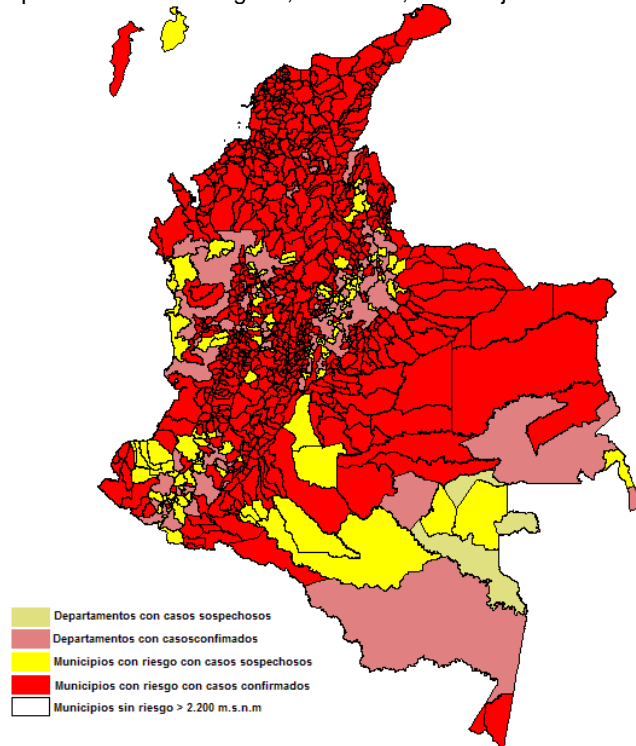 Departamentos con casos sospechosos
Departamentos con casosconfimados
Municipios con riesgo con casos sospechosos
Municipios con riesgo con casos confirmados
Municipios sin riesgo > 2.200 m.s.n.m